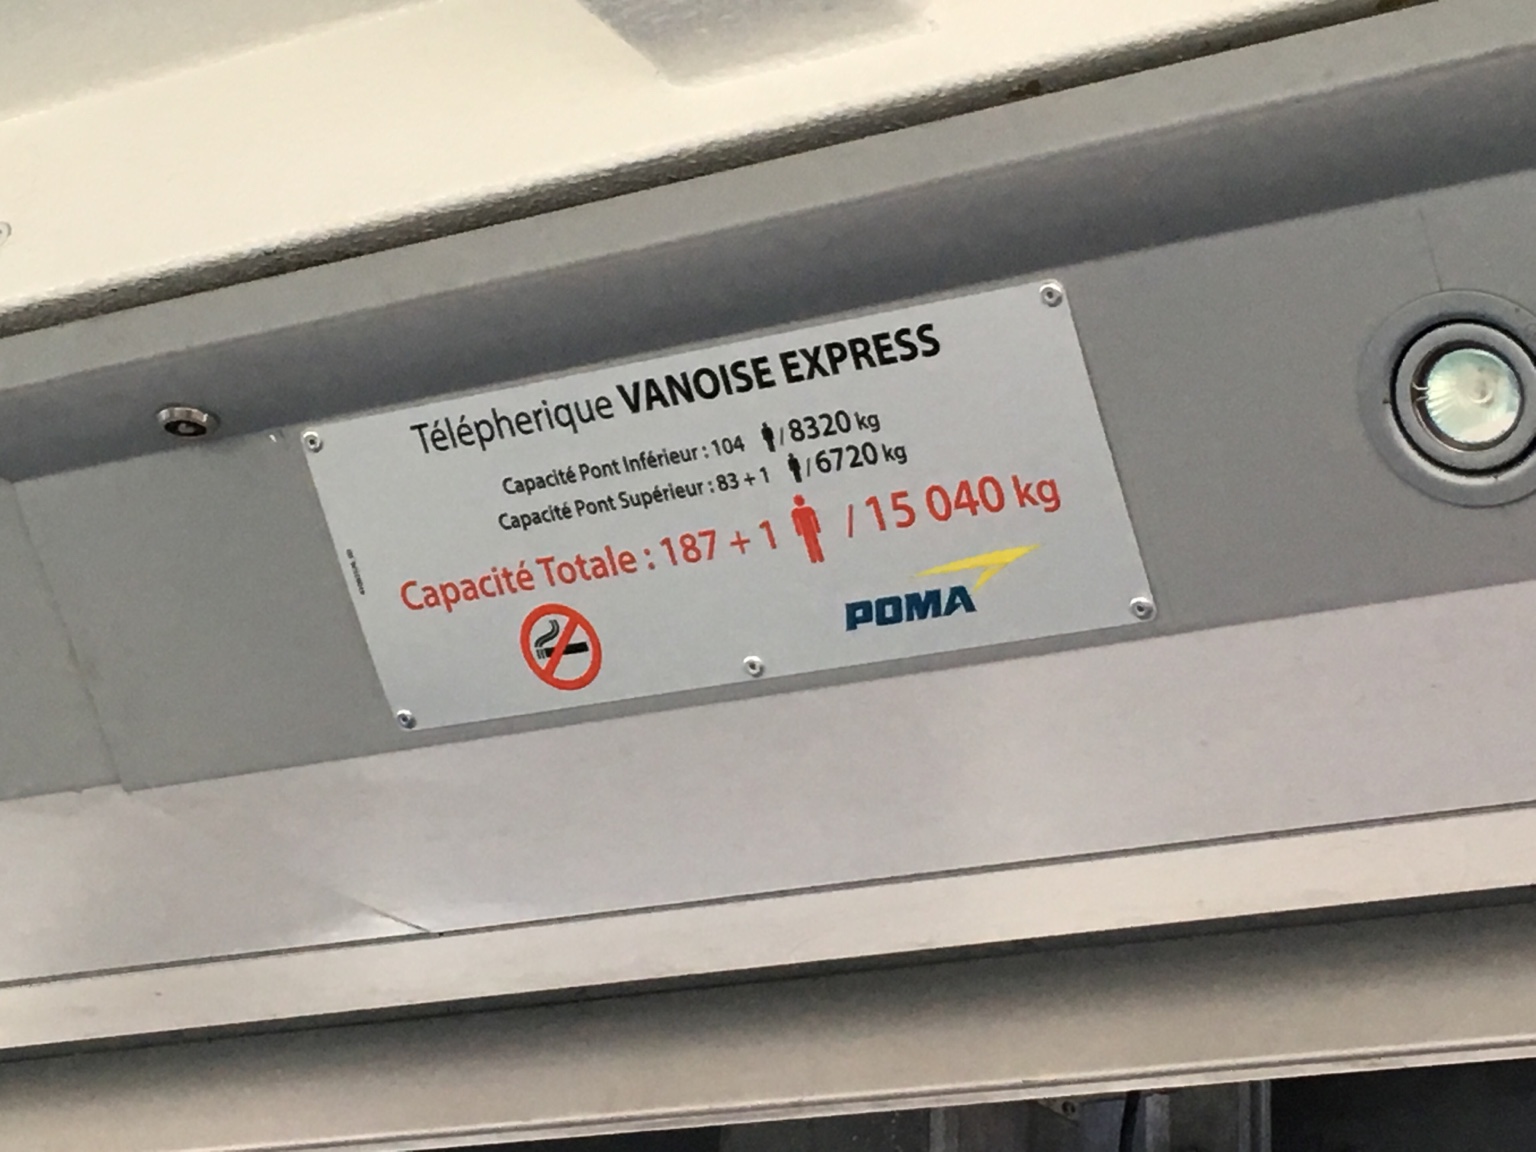 Télépherique VANOISE EXPRESS
Capacité Pont Inférieur : 104 / 8320 kg
Capacité Pont Supérieur : 83 + 1 / 6720 kg
Capacité Totale : 187 + 1 / 15 040 kg
POMA